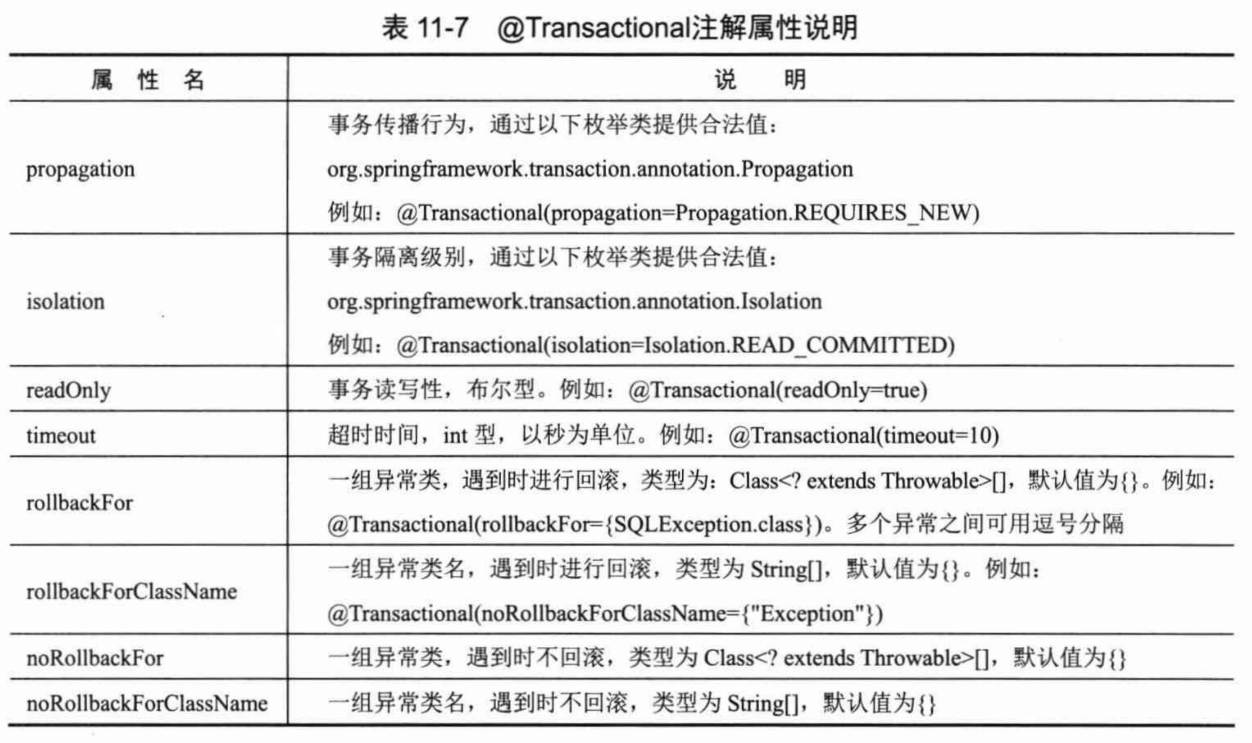 表 11-7 @Transactional注解属性说明
属 性 名 说 明
propagation
事务传播行为，通过以下枚举类提供合法值：
org.springframework.transaction.annotation.Propagation
例如：@Transactional(propagation=Propagation.REQUIRES_NEW)
isolation
事务隔离级别，通过以下枚举类提供合法值：
org.springframework.transaction.annotation.Isolation
例如：@Transactional(isolation=Isolation.READ_COMMITTED)
readOnly 事务读写性，布尔型。例如：@Transactional(readOnly=true)
timeout 超时时间，int 型，以秒为单位。例如：@Transactional(timeout=10)
rollbackFor
一组异常类，遇到时进行回滚，类型为：Class<? extends Throwable>[]，默认值为{}。例如：
@Transactional(rollbackFor={SQLException.class})。多个异常之间可用逗号分隔
rollbackForClassName
一组异常类名，遇到时进行回滚，类型为 String[]，默认值为{}。例如：
@Transactional(noRollbackForClassName={"Exception"})
noRollbackFor 一组异常类，遇到时不回滚，类型为 Class<? extends Throwable>[]，默认值为{}
noRollbackForClassName 一组异常类名，遇到时不回滚，类型为 String[]，默认值为{}